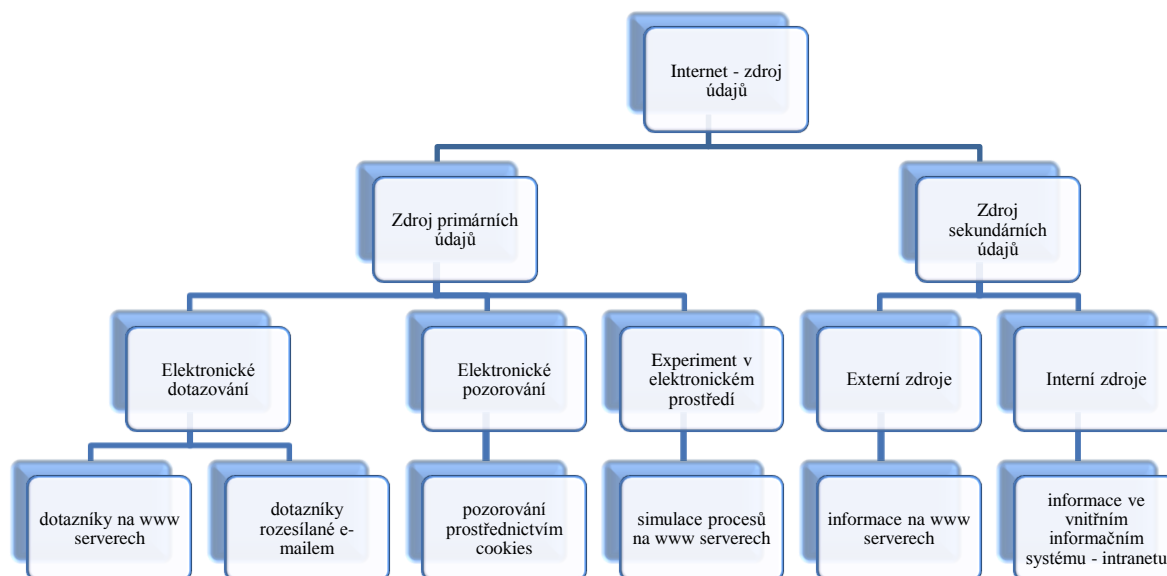 Internet - zdroj
údajů
Zdroj primárních
údajů
Zdroj
sekundárních
údajů
Elektronické
dotazování
Elektronické
pozorování
Experiment v
elektronickém
prostředí
Externí zdroje
Interní zdroje
dotazníky na www
serverech
dotazníky
rozesílané e-
mailem
pozorování
prostřednictvím
cookies
simulace procesů
na www serverech
informace na www
serverech
informace ve
vnitřním
informačním
systému - intranetu